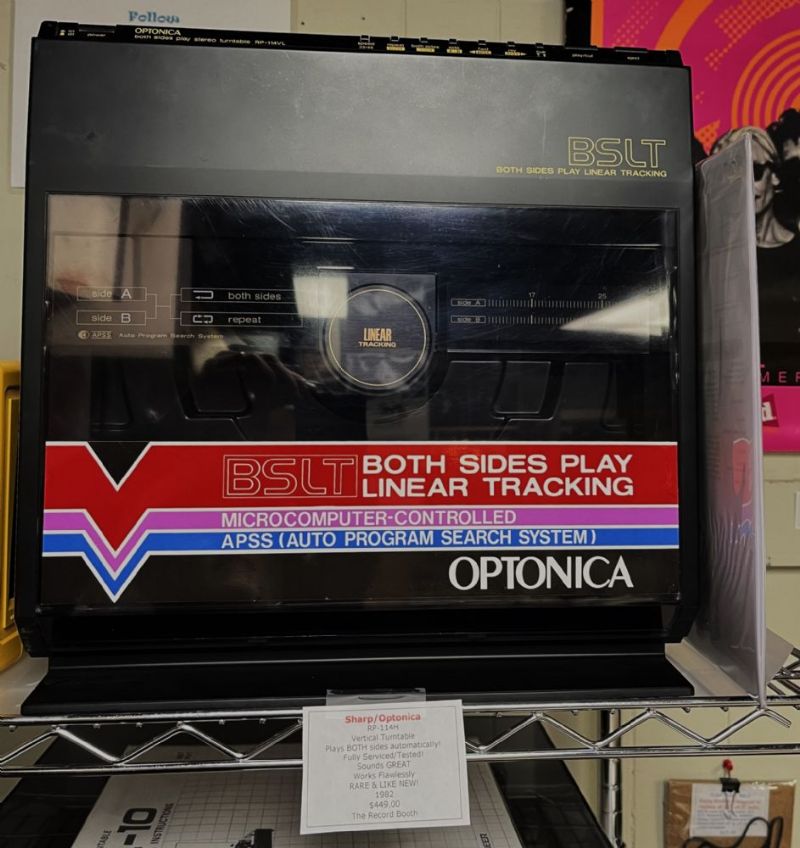 Follow
OPTONICA
both sides play stereo turntable RP-114VL
BSLT
BOTH SIDES PLAY LINEAR TRACKING
side A
both sides
side B
repeat
APSS Auto Program Search System
LINEAR
TRACKING
side A
17
25
side B
BSLT BOTH SIDES PLAY
LINEAR TRACKING
MICROCOMPUTER-CONTROLLED
APSS (AUTO PROGRAM SEARCH SYSTEM)
OPTONICA
Sharp/Optonica
RP-114H
Vertical Turntable
Plays BOTH sides automatically!
Fully Serviced/Tested!
Sounds GREAT
Works Flawlessly
RARE & LIKE NEW!
1982
$449.00
The Record Booth
-10